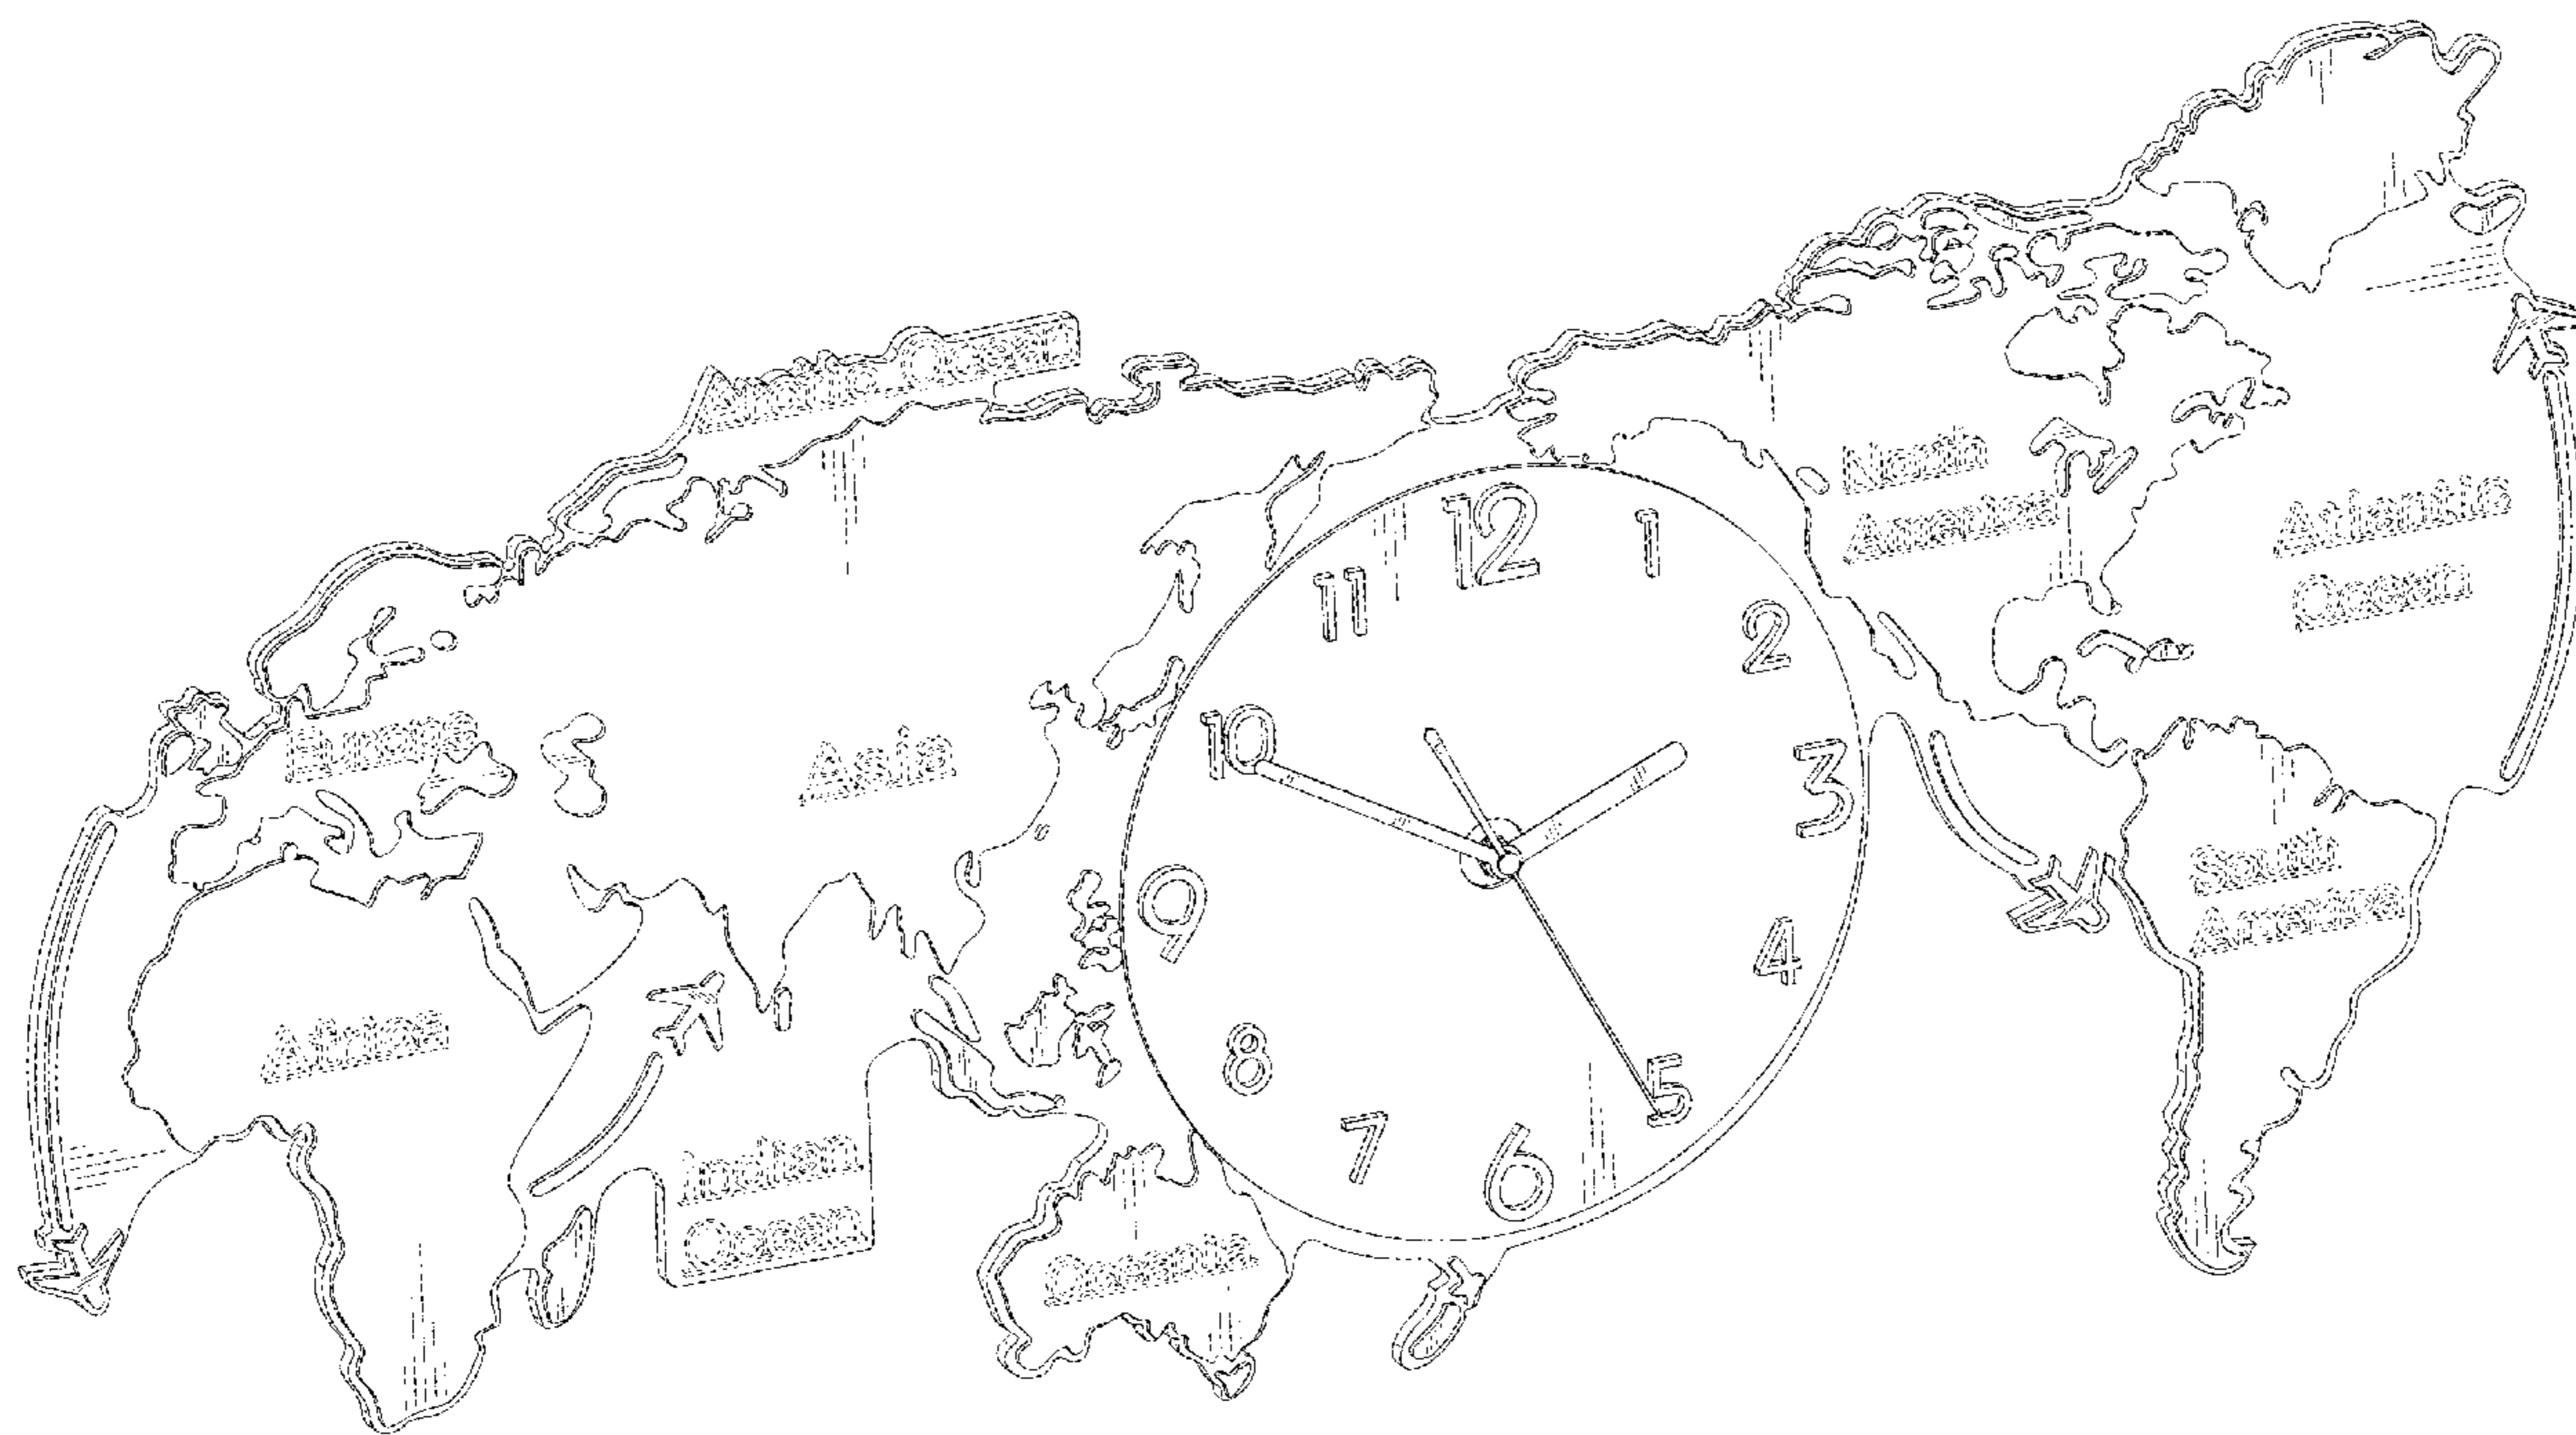 Arctic Ocean
Europe
Asia
Africa
Indian
Ocean
Oceania
12
1
2
3
4
5
6
7
8
9
10
11
North
America
Atlantic
Ocean
South
America